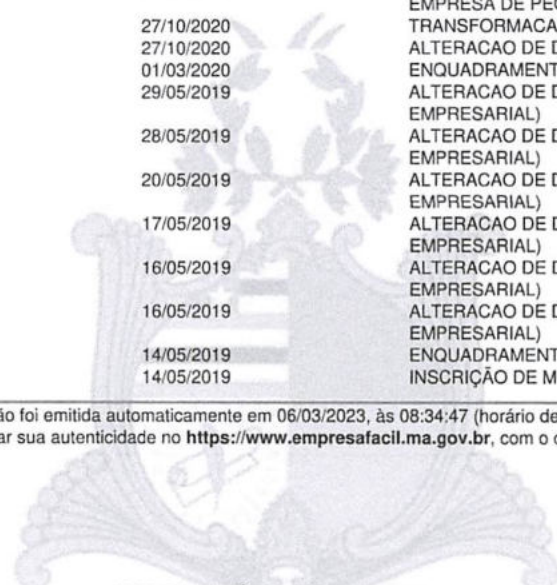 EMPRESA DE PE
27/10/2020 TRANSFORMACA
27/10/2020 ALTERACAO DE D
01/03/2020 ENQUADRAMENT
29/05/2019 ALTERACAO DE D
EMPRESARIAL)
28/05/2019 ALTERACAO DE D
EMPRESARIAL)
20/05/2019 ALTERACAO DE D
EMPRESARIAL)
17/05/2019 ALTERACAO DE D
EMPRESARIAL)
16/05/2019 ALTERACAO DE D
EMPRESARIAL)
16/05/2019 ALTERACAO DE D
EMPRESARIAL)
14/05/2019 ENQUADRAMENT
14/05/2019 INSCRIÇÃO DE M
ão foi emitida automaticamente em 06/03/2023, às 08:34:47 (horário de
ar sua autenticidade no https://www.empresafacil.ma.gov.br, com o c